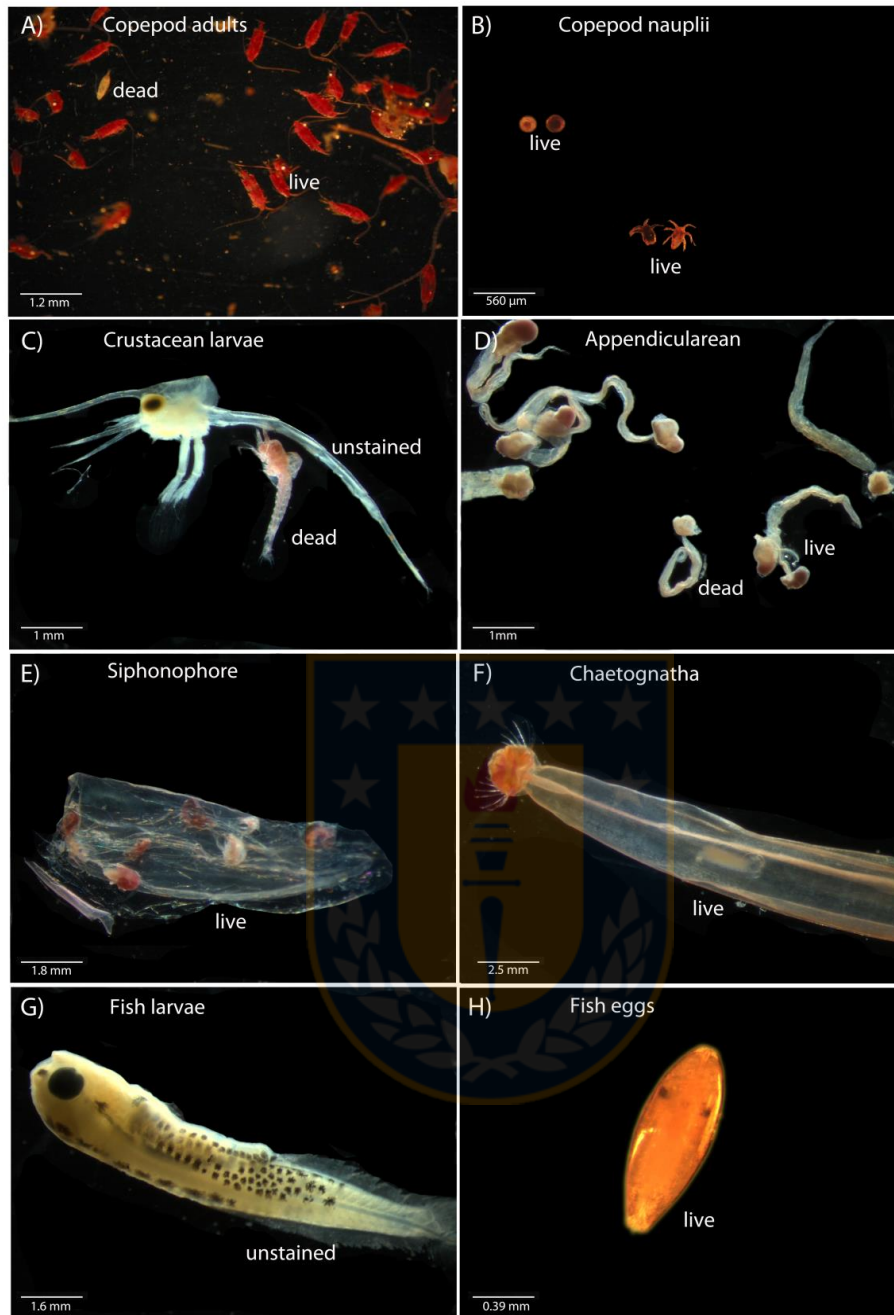 A) Copepod adults
dead
live
1.2 mm
B) Copepod nauplii
live
live
560 µm
C) Crustacean larvae
unstained
dead
1 mm
D) Appendicularean
live
dead
1mm
E) Siphonophore
live
1.8 mm
F) Chaetognatha
live
2.5 mm
G) Fish larvae
unstained
1.6 mm
H) Fish eggs
live
0.39 mm